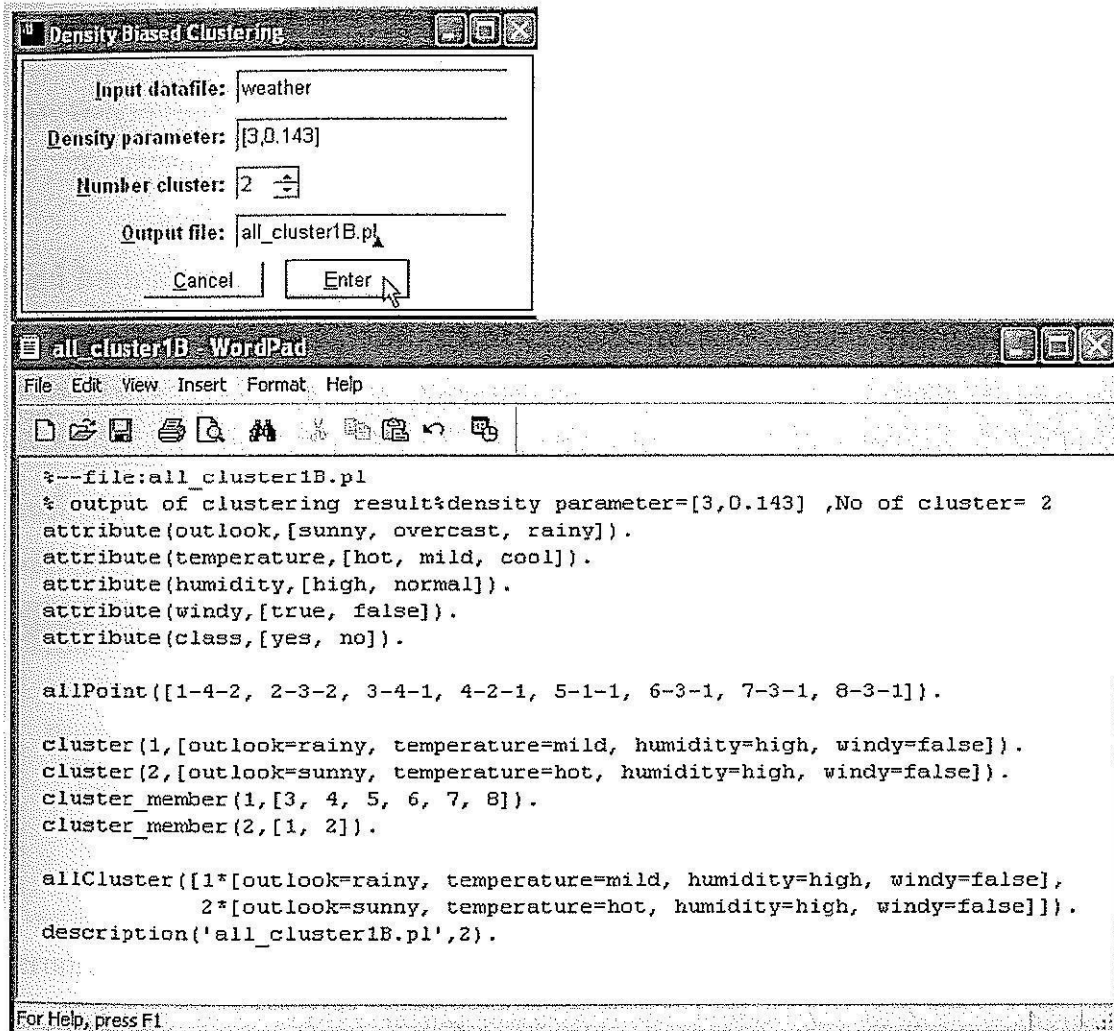 Density Biased Clustering
Input datafile: weather
Density parameter: [3,0.143]
Number cluster: 2
Output file: all_cluster1B.pl
Cancel Enter
all_cluster1B - WordPad
File Edit View Insert Format Help
%--file:all_cluster1B.pl
% output of clustering result%density parameter=[3,0.143] ,No of cluster= 2
attribute(outlook,[sunny, overcast, rainy]).
attribute(temperature,[hot, mild, cool]).
attribute(humidity,[high, normal]).
attribute(windy,[true, false]).
attribute(class,[yes, no]).
allPoint([1-4-2, 2-3-2, 3-4-1, 4-2-1, 5-1-1, 6-3-1, 7-3-1, 8-3-1]).
cluster(1,[outlook=rainy, temperature=mild, humidity=high, windy=false]).
cluster(2,[outlook=sunny, temperature=hot, humidity=high, windy=false]).
cluster_member(1,[3, 4, 5, 6, 7, 8]).
cluster_member(2,[1, 2]).
allCluster([1*[outlook=rainy, temperature=mild, humidity=high, windy=false],
2*[outlook=sunny, temperature=hot, humidity=high, windy=false]]).
description('all_cluster1B.pl',2).
For Help, press F1